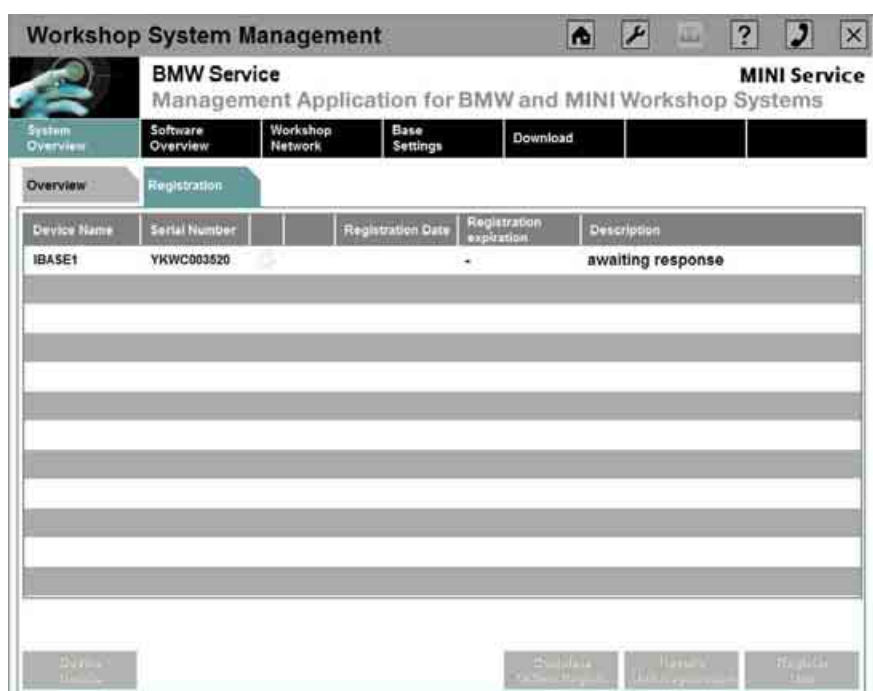 Workshop System Management
?
BMW Service
MINI Service
Management Application for BMW and MINI Workshop Systems
System
Overview
Software
Overview
Workshop
Network
Base
Settings
Download
Overview
Registration
Device Name
Serial Number
Registration Date
Registration
expiration
Description
IBASE1
YKWC003520
-
awaiting response
Device
Details